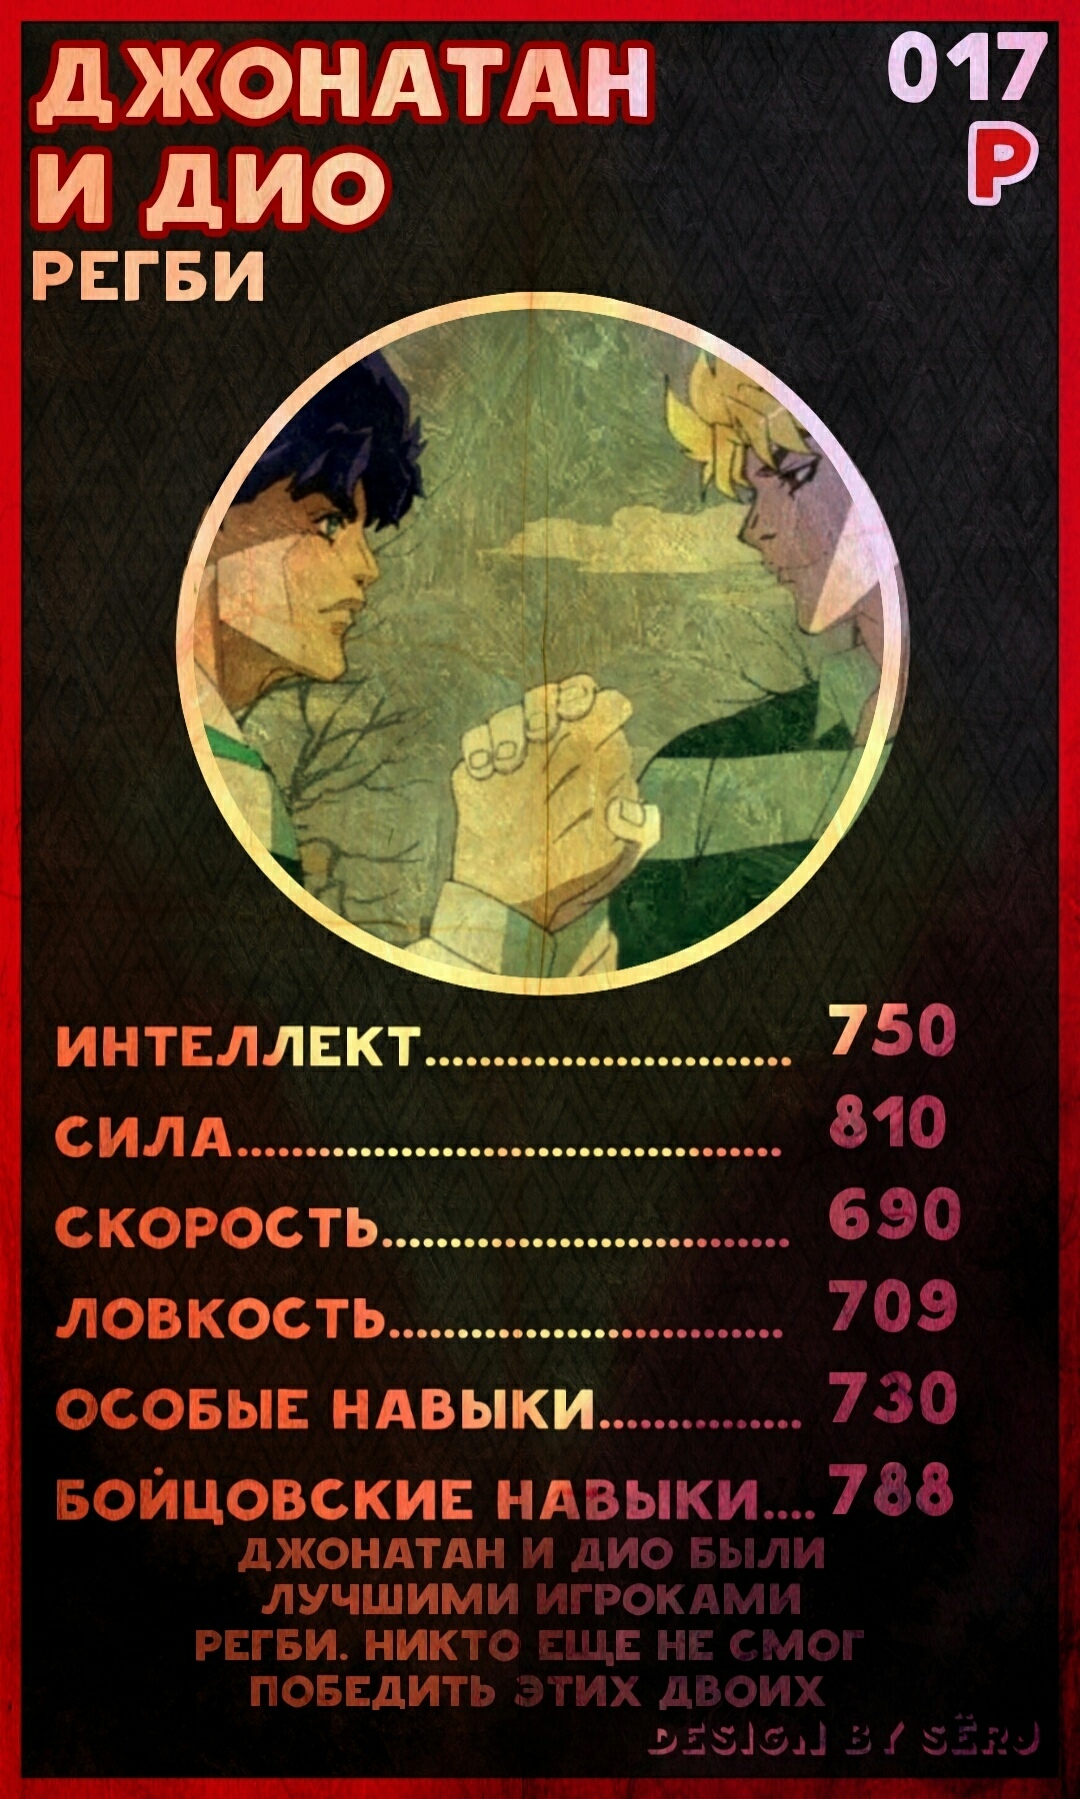 ДЖОНАТАН
И ДИО
РЕГБИ
017
Р
ИНТЕЛЛЕКТ........................... 750
СИЛА........................................ 810
СКОРОСТЬ.............................. 690
ЛОВКОСТЬ............................. 709
ОСОБЫЕ НАВЫКИ............... 730
БОЙЦОВСКИЕ НАВЫКИ.... 788
ДЖОНАТАН И ДИО БЫЛИ
ЛУЧШИМИ ИГРОКАМИ
РЕГБИ. НИКТО ЕЩЕ НЕ СМОГ
ПОБЕДИТЬ ЭТИХ ДВОИХ
DESIGN BY SЁRJ